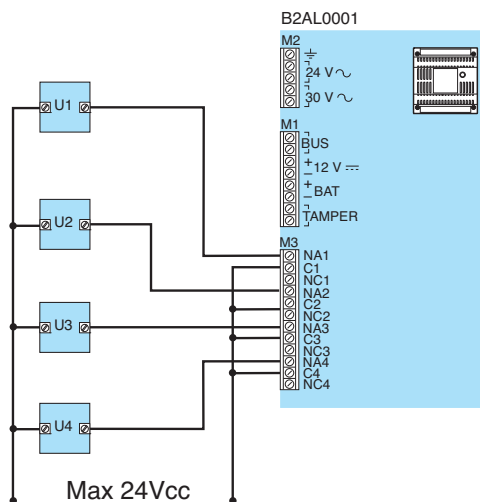 B2AL0001
M2
24 V
30 V
U1
M1
BUS
+
12 V
–
+
BAT
–
TAMPER
U2
M3
NA1
C1
NC1
NA2
C2
NC2
U3
NA3
C3
NC3
NA4
C4
NC4
U4
Max 24Vcc